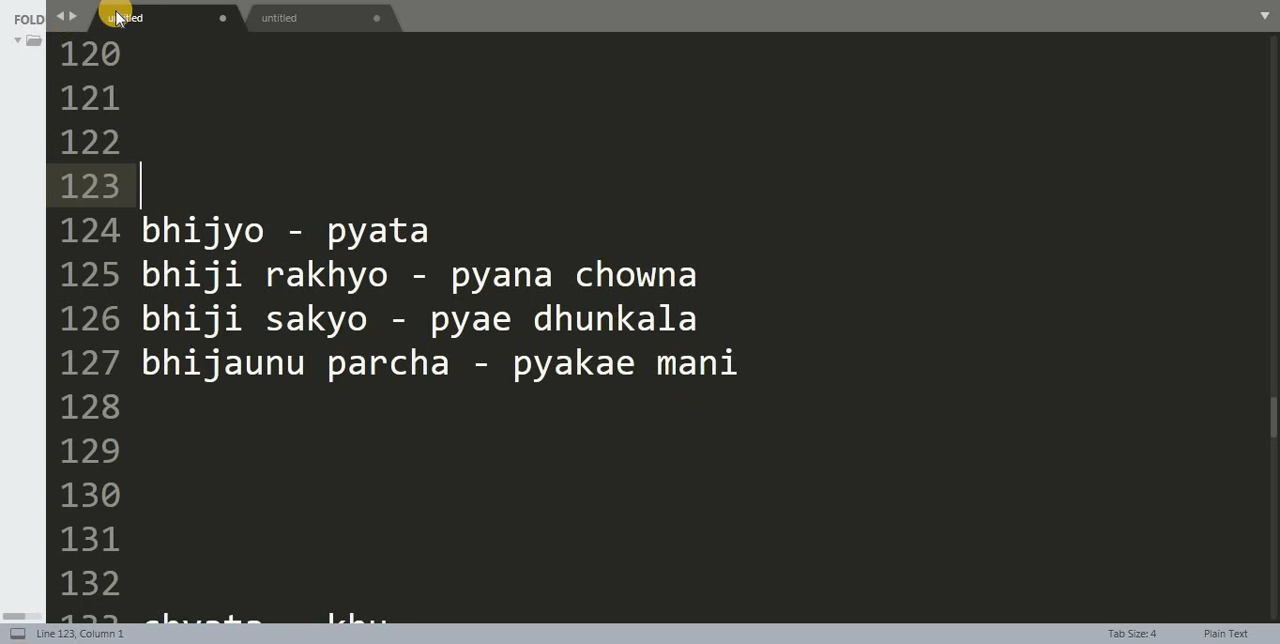 FOLD
untitled
untitled
120
121
122
123
124 bhijyo - pyata
125 bhiji rakhyo - pyana chowna
126 bhiji sakyo - pyae dhunkala
127 bhijaunu parcha - pyakae mani
128
129
130
131
132
Line 123, Column 1
Tab Size: 4
Plain Text